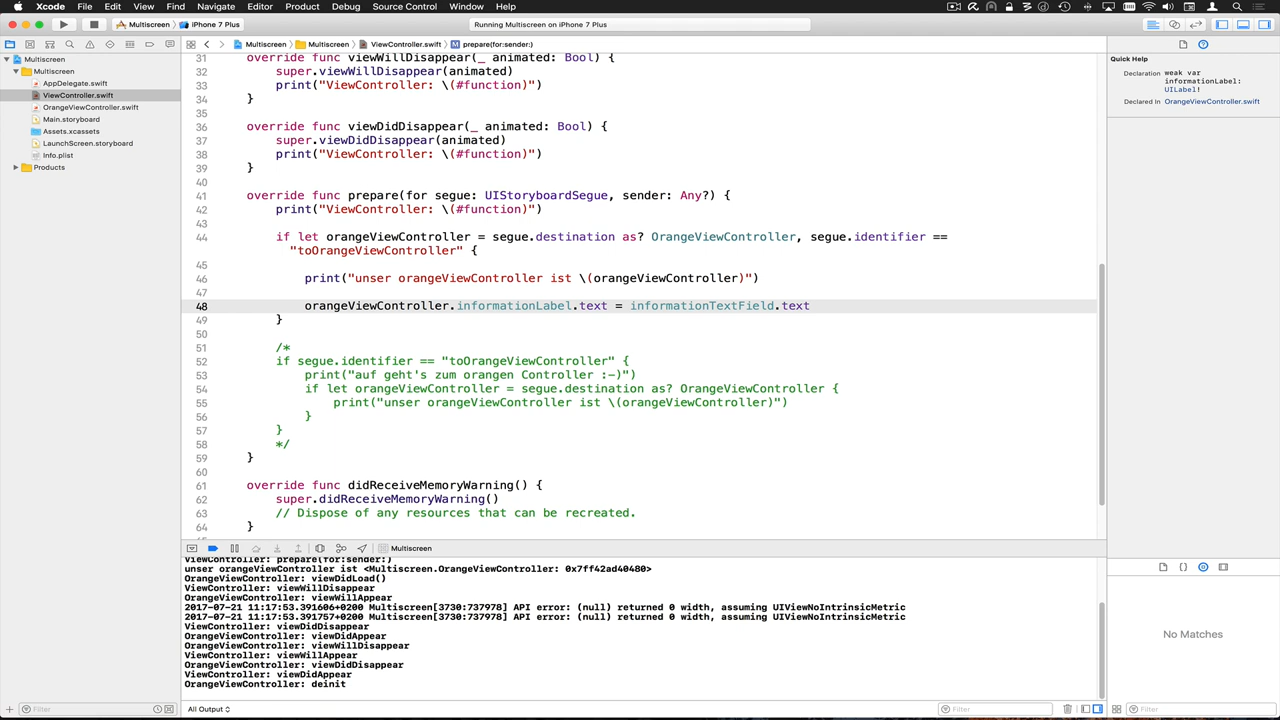 Xcode File Edit View Find Navigate Editor Product Debug Source Control Window Help
Multiscreen iPhone 7 Plus Running Multiscreen on iPhone 7 Plus
Multiscreen Multiscreen ViewController.swift M prepare(for:sender:)
Multiscreen
Multiscreen
AppDelegate.swift
ViewController.swift
OrangeViewController.swift
Main.storyboard
Assets.xcassets
LaunchScreen.storyboard
Info.plist
Products
Filter
31 override func viewWillDisappear(_ animated: Bool) {
32 super.viewWillDisappear(animated)
33 print("ViewController: \(#function)")
34 }
35
36 override func viewDidDisappear(_ animated: Bool) {
37 super.viewDidDisappear(animated)
38 print("ViewController: \(#function)")
39 }
40
41 override func prepare(for segue: UIStoryboardSegue, sender: Any?) {
42 print("ViewController: \(#function)")
43
44 if let orangeViewController = segue.destination as? OrangeViewController, segue.identifier ==
"toOrangeViewController" {
45
46 print("unser orangeViewController ist \(orangeViewController)")
47
48 orangeViewController.informationLabel.text = informationTextField.text
49 }
50
51 /*
52 if segue.identifier == "toOrangeViewController" {
53 print("auf geht's zum orangen Controller :-)")
54 if let orangeViewController = segue.destination as? OrangeViewController {
55 print("unser orangeViewController ist \(orangeViewController)")
56 }
57 }
58 */
59 }
60
61 override func didReceiveMemoryWarning() {
62 super.didReceiveMemoryWarning()
63 // Dispose of any resources that can be recreated.
64 }
Multiscreen
ViewController: prepare(for:sender:)
unser orangeViewController ist <Multiscreen.OrangeViewController: 0x7ff42ad40480>
OrangeViewController: viewDidLoad()
ViewController: viewWillDisappear
OrangeViewController: viewWillAppear
2017-07-21 11:17:53.391606+0200 Multiscreen[3730:737978] API error: (null) returned 0 width, assuming UIViewNoIntrinsicMetric
2017-07-21 11:17:53.391757+0200 Multiscreen[3730:737978] API error: (null) returned 0 width, assuming UIViewNoIntrinsicMetric
ViewController: viewDidDisappear
OrangeViewController: viewDidAppear
OrangeViewController: viewWillDisappear
ViewController: viewWillAppear
OrangeViewController: viewDidDisappear
ViewController: viewDidAppear
OrangeViewController: deinit
All Output
Filter
Quick Help
Declaration weak var
informationLabel:
UILabel!
Declared In OrangeViewController.swift
No Matches
Filter